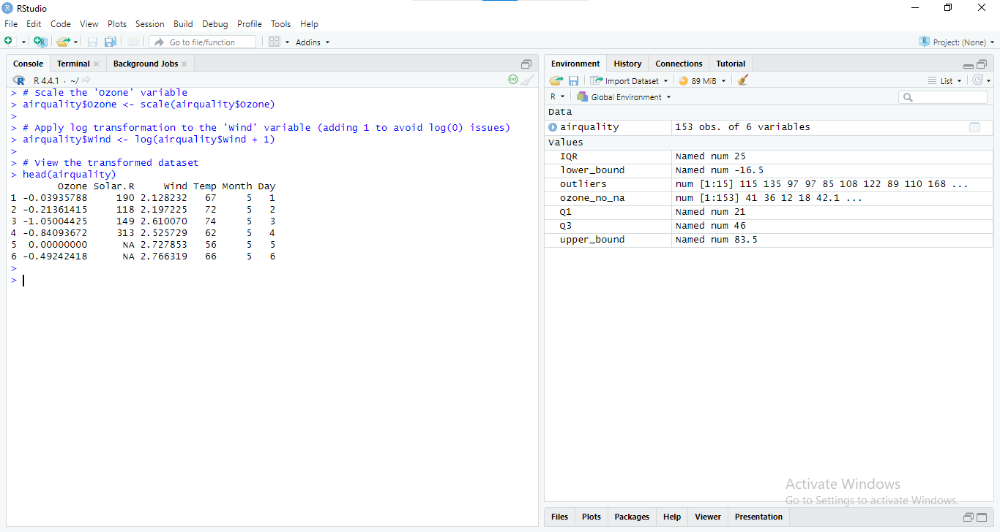 RStudio
File Edit Code View Plots Session Build Debug Profile Tools Help
Go to file/function Addins Project: (None)
Console Terminal Background Jobs
R 4.4.1 · ~/
> # Scale the 'Ozone' variable
> airquality$Ozone <- scale(airquality$Ozone)
>
> # Apply log transformation to the 'Wind' variable (adding 1 to avoid log(0) issues)
> airquality$Wind <- log(airquality$Wind + 1)
>
> # View the transformed dataset
> head(airquality)
Ozone Solar.R Wind Temp Month Day
1 -0.03935788 190 2.128232 67 5 1
2 -0.21361415 118 2.197225 72 5 2
3 -1.05004425 149 2.610070 74 5 3
4 -0.84093672 313 2.525729 62 5 4
5 0.00000000 NA 2.727853 56 5 5
6 -0.49242418 NA 2.766319 66 5 6
>
>
Environment History Connections Tutorial
Import Dataset 89 MiB List
R Global Environment
Data
airquality 153 obs. of 6 variables
Values
IQR Named num 25
lower_bound Named num -16.5
outliers num [1:15] 115 135 97 97 85 108 122 89 110 168 ...
ozone_no_na num [1:153] 41 36 12 18 42.1 ...
Q1 Named num 21
Q3 Named num 46
upper_bound Named num 83.5
Activate Windows
Go to Settings to activate Windows.
Files Plots Packages Help Viewer Presentation